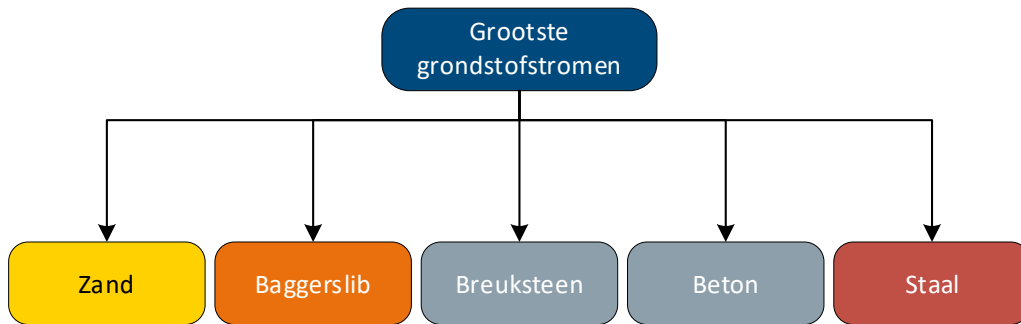 Grootste
grondstofstromen
Zand
Baggerslib
Breuksteen
Beton
Staal